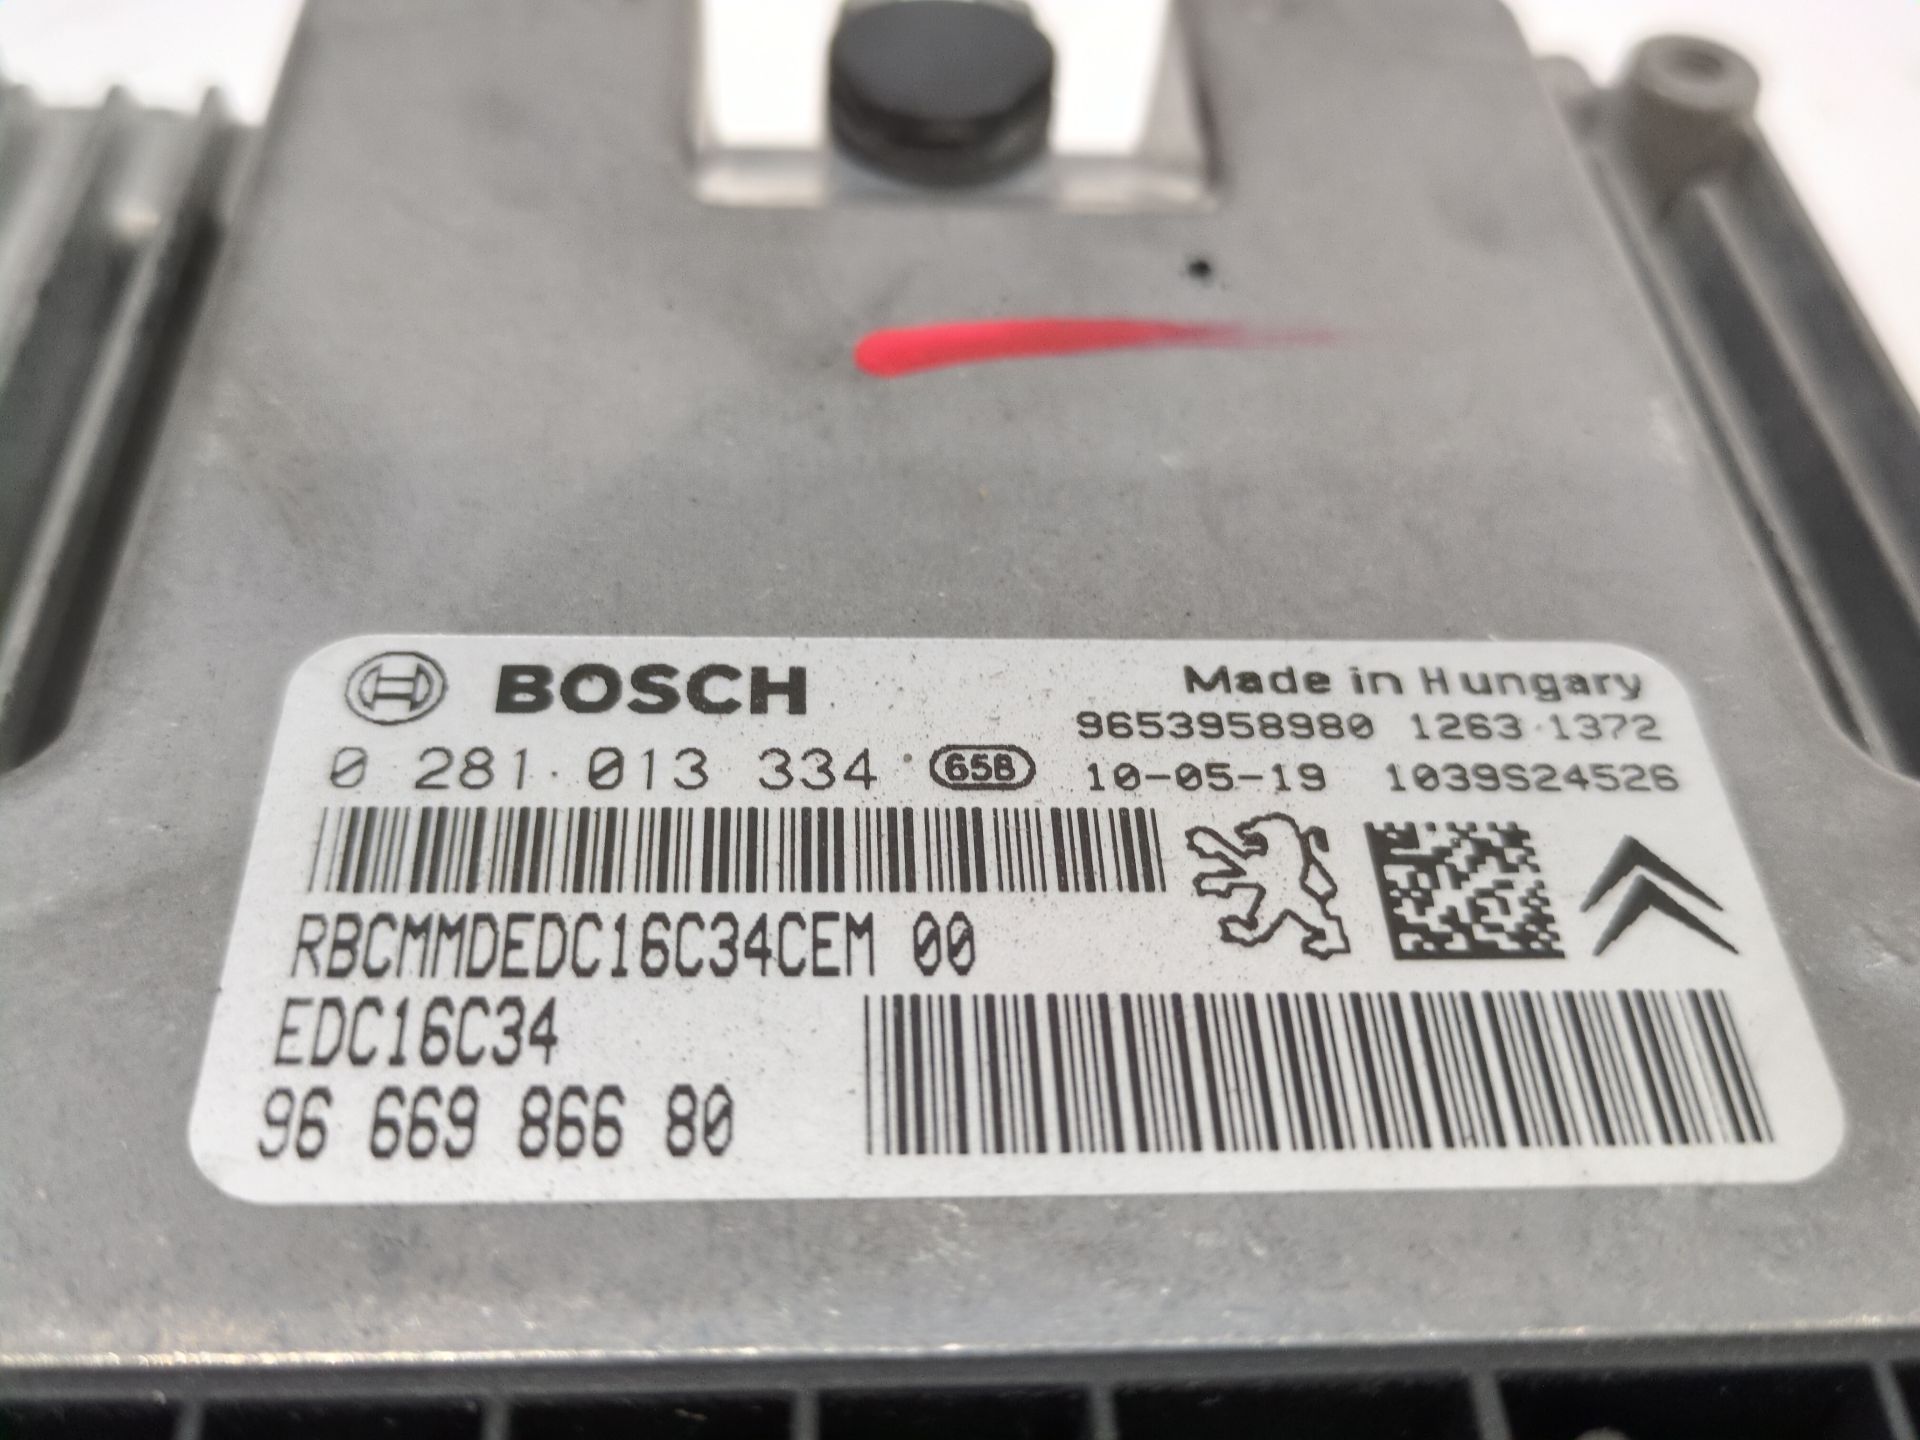 BOSCH
Made in Hungary
9653958980 1263 1372
0 281 013 334 658
10-05-19 1039S24526
RBCMMDEDC16C34CEM 00
EDC16C34
96 669 866 80